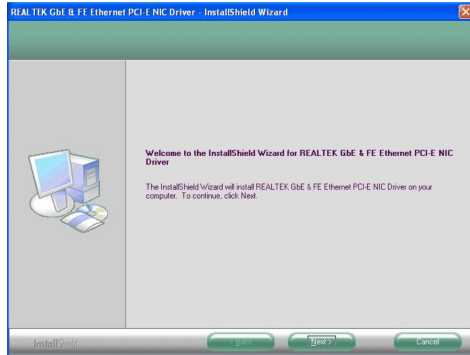 REALTEK GbE & FE Ethernet PCI-E NIC Driver - InstallShield Wizard
Welcome to the InstallShield Wizard for REALTEK GbE & FE Ethernet PCI-E NIC
Driver
The InstallShield Wizard will install REALTEK GbE & FE Ethernet PCI-E NIC Driver on your
computer. To continue, click Next.
InstallShield
< Back
Next >
Cancel